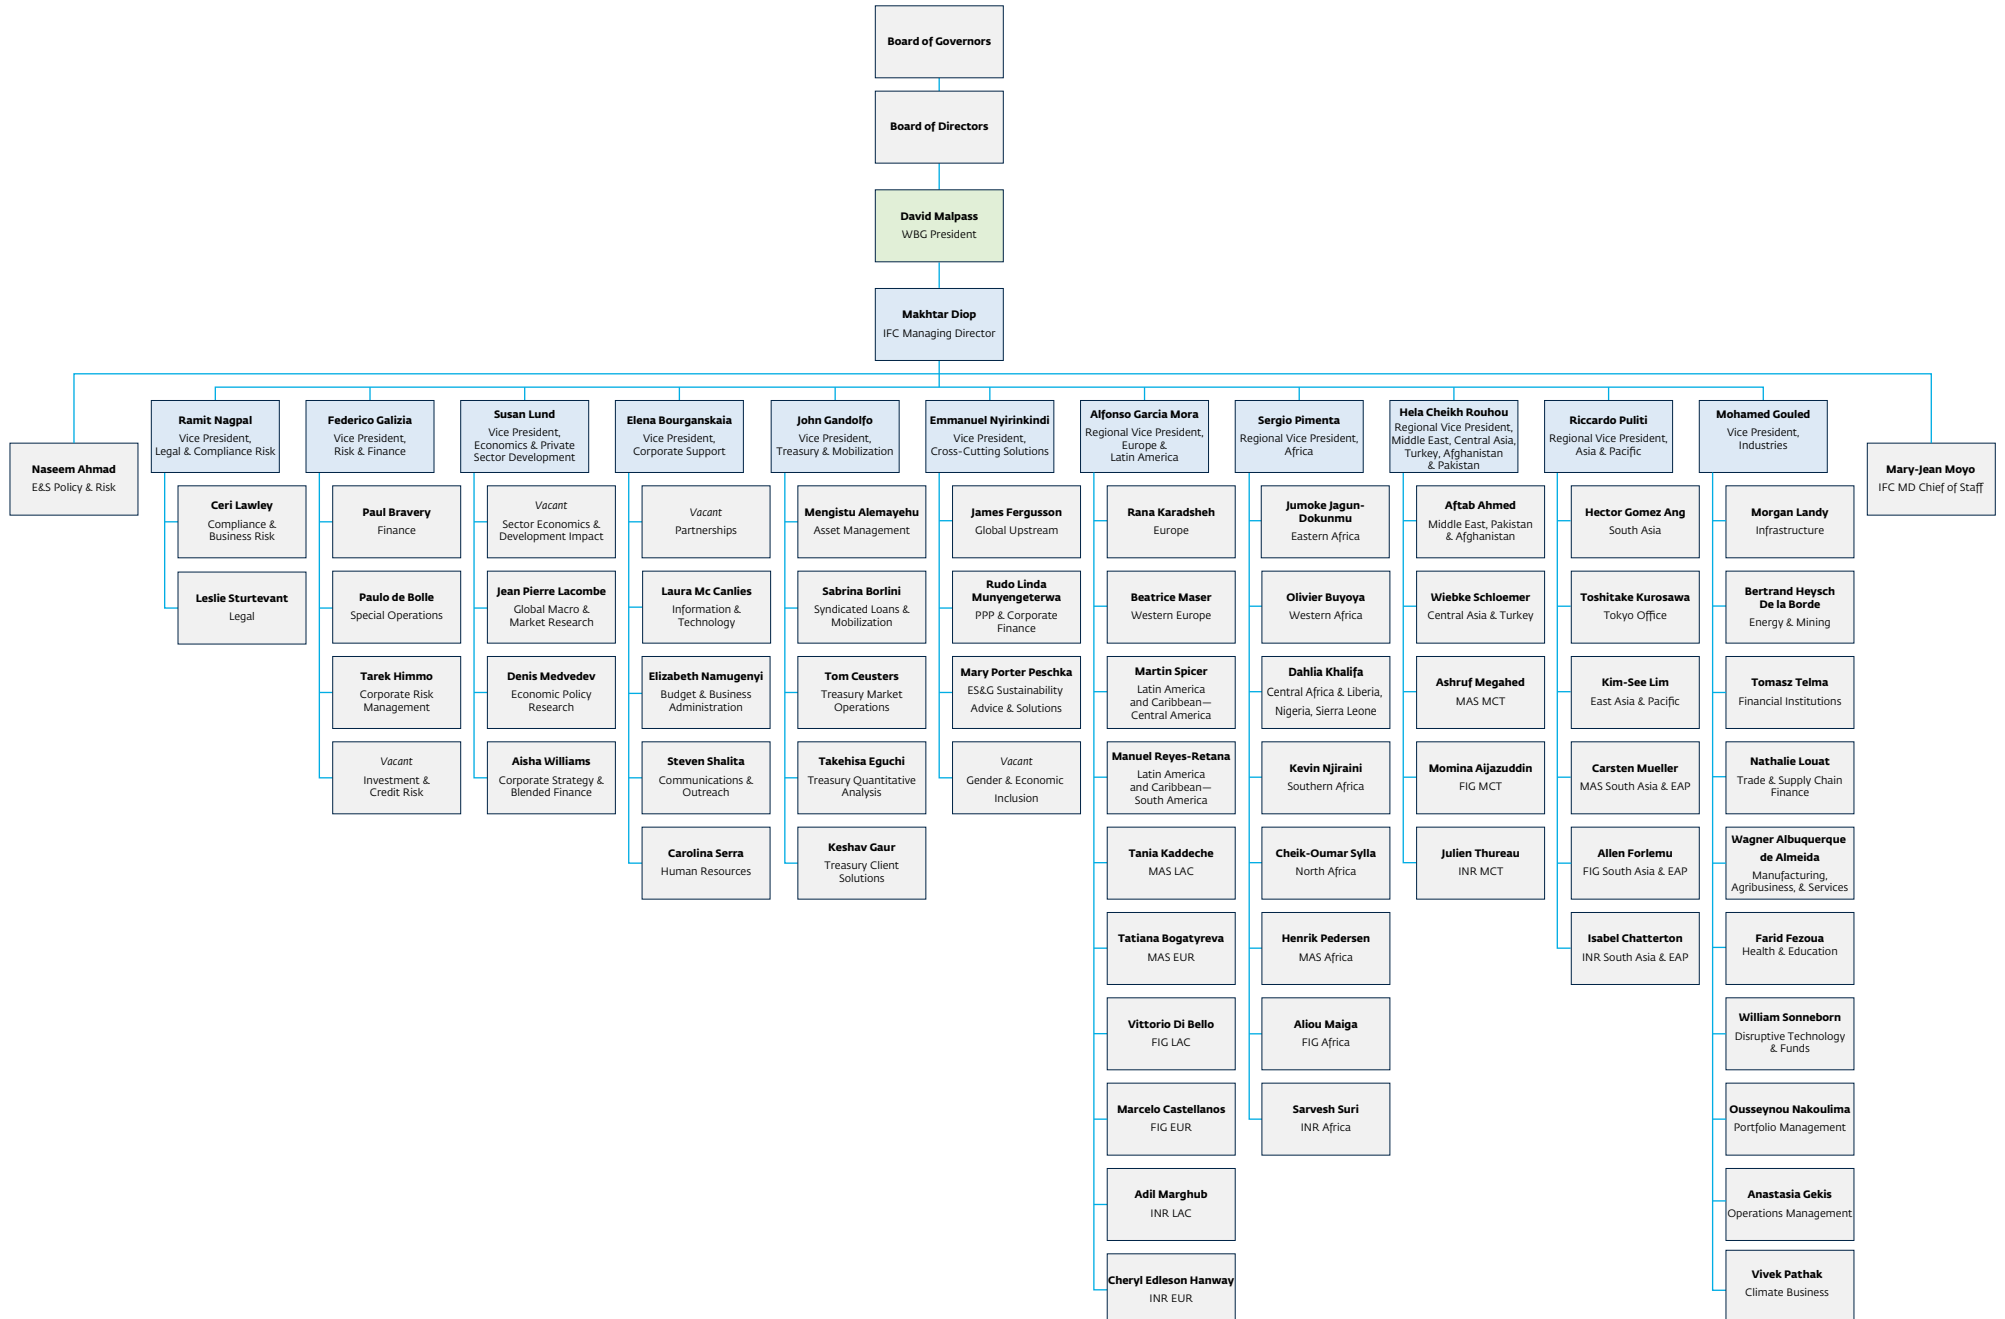 Board of Governors
Board of Directors
David Malpass
WBG President
Makhtar Diop
IFC Managing Director
Naseem Ahmad
E&S Policy & Risk
Ramit Nagpal
Vice President,
Legal & Compliance Risk
Ceri Lawley
Compliance &
Business Risk
Leslie Sturtevant
Legal
Federico Galizia
Vice President,
Risk & Finance
Paul Bravery
Finance
Paulo de Bolle
Special Operations
Tarek Himmo
Corporate Risk
Management
Vacant
Investment &
Credit Risk
Susan Lund
Vice President,
Economics & Private
Sector Development
Vacant
Sector Economics &
Development Impact
Jean Pierre Lacombe
Global Macro &
Market Research
Denis Medvedev
Economic Policy
Research
Aisha Williams
Corporate Strategy &
Blended Finance
Elena Bourganskaia
Vice President,
Corporate Support
Vacant
Partnerships
Laura Mc Canlies
Information &
Technology
Elizabeth Namugenyi
Budget & Business
Administration
Steven Shalita
Communications &
Outreach
Carolina Serra
Human Resources
John Gandolfo
Vice President,
Treasury & Mobilization
Mengistu Alemayehu
Asset Management
Sabrina Borlini
Syndicated Loans &
Mobilization
Tom Ceusters
Treasury Market
Operations
Takehisa Eguchi
Treasury Quantitative
Analysis
Keshav Gaur
Treasury Client
Solutions
Emmanuel Nyirinkindi
Vice President,
Cross-Cutting Solutions
James Fergusson
Global Upstream
Rudo Linda
Munyengeterwa
PPP & Corporate
Finance
Mary Porter Peschka
ES&G Sustainability
Advice & Solutions
Vacant
Gender & Economic
Inclusion
Alfonso Garcia Mora
Regional Vice President,
Europe &
Latin America
Rana Karadsheh
Europe
Beatrice Maser
Western Europe
Martin Spicer
Latin America
and Caribbean—
Central America
Manuel Reyes-Retana
Latin America
and Caribbean—
South America
Tania Kaddeche
MAS LAC
Tatiana Bogatyreva
MAS EUR
Vittorio Di Bello
FIG LAC
Marcelo Castellanos
FIG EUR
Adil Marghub
INR LAC
Cheryl Edleson Hanway
INR EUR
Sergio Pimenta
Regional Vice President,
Africa
Jumoke Jagun-
Dokunmu
Eastern Africa
Olivier Buyoya
Western Africa
Dahlia Khalifa
Central Africa & Liberia,
Nigeria, Sierra Leone
Kevin Njiraini
Southern Africa
Cheik-Oumar Sylla
North Africa
Henrik Pedersen
MAS Africa
Aliou Maiga
FIG Africa
Sarvesh Suri
INR Africa
Hela Cheikh Rouhou
Regional Vice President,
Middle East, Central Asia,
Turkey, Afghanistan
& Pakistan
Aftab Ahmed
Middle East, Pakistan
& Afghanistan
Wiebke Schloemer
Central Asia & Turkey
Ashruf Megahed
MAS MCT
Momina Aijazuddin
FIG MCT
Julien Thureau
INR MCT
Riccardo Puliti
Regional Vice President,
Asia & Pacific
Hector Gomez Ang
South Asia
Toshitake Kurosawa
Tokyo Office
Kim-See Lim
East Asia & Pacific
Carsten Mueller
MAS South Asia & EAP
Allen Forlemu
FIG South Asia & EAP
Isabel Chatterton
INR South Asia & EAP
Mohamed Gouled
Vice President,
Industries
Morgan Landy
Infrastructure
Bertrand Heysch
De la Borde
Energy & Mining
Tomasz Telma
Financial Institutions
Nathalie Louat
Trade & Supply Chain
Finance
Wagner Albuquerque
de Almeida
Manufacturing,
Agribusiness, & Services
Farid Fezoua
Health & Education
William Sonneborn
Disruptive Technology
& Funds
Ousseynou Nakoulima
Portfolio Management
Anastasia Gekis
Operations Management
Vivek Pathak
Climate Business
Mary-Jean Moyo
IFC MD Chief of Staff